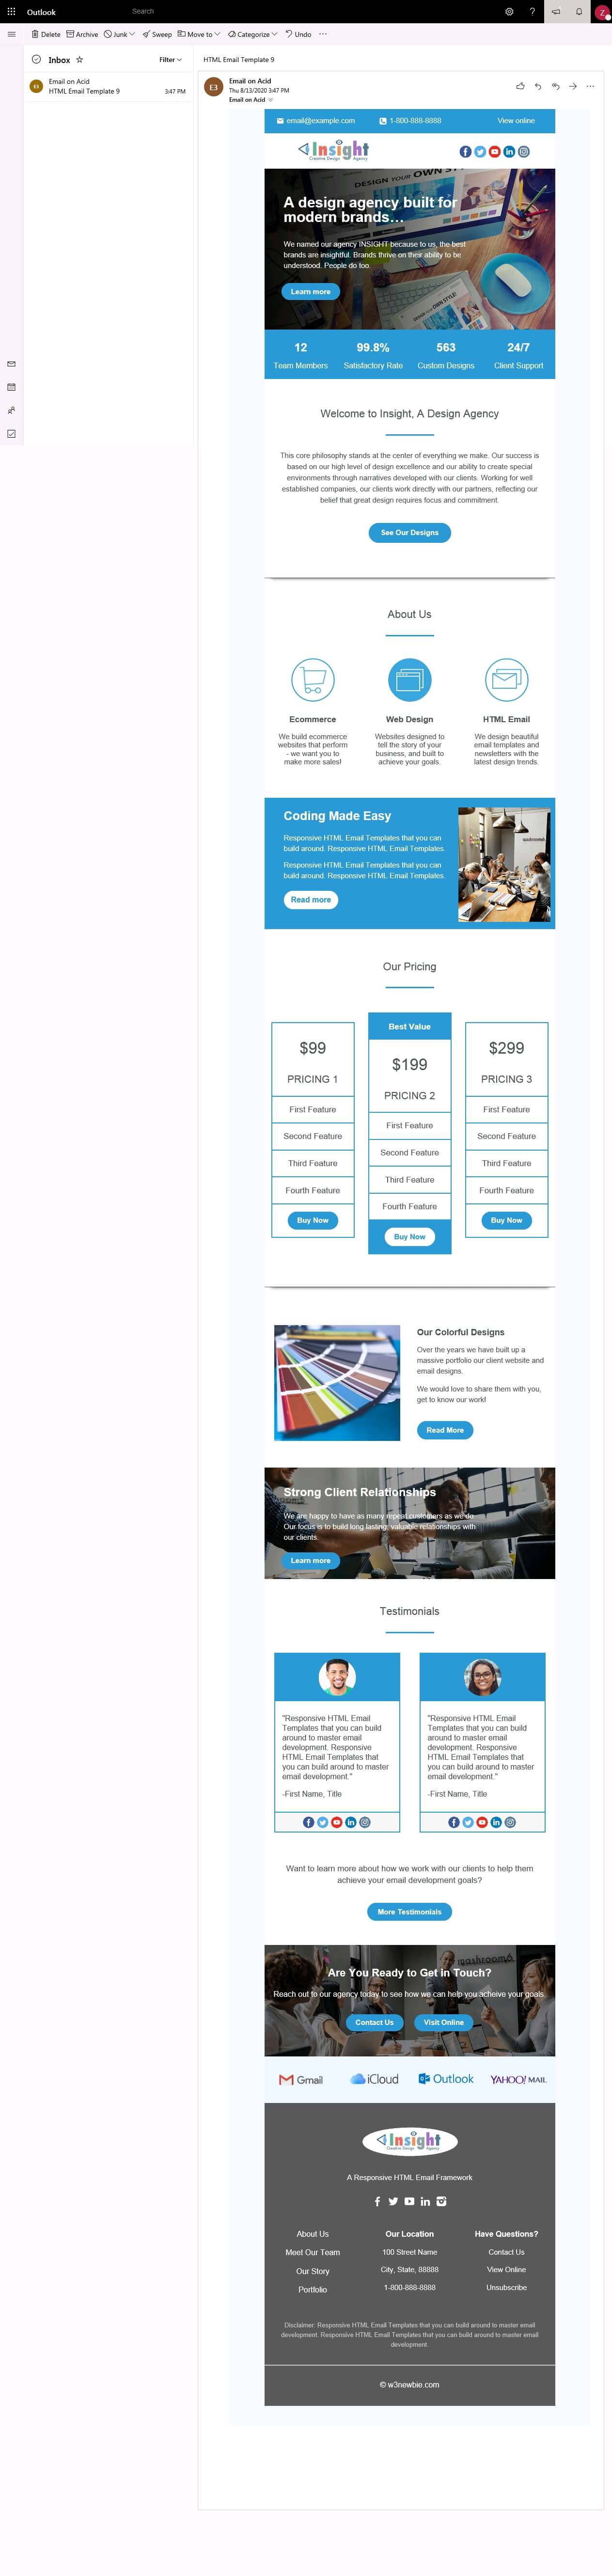 Outlook
Search
Z
Delete Archive Junk Sweep Move to Categorize Undo
Inbox
Filter
HTML Email Template 9
E3
Email on Acid
HTML Email Template 9
3:47 PM
E3
Email on Acid
Thu 8/13/2020 3:47 PM
Email on Acid
email@example.com
1-800-888-8888
View online
Insight
Creative Design Agency
A design agency built for
modern brands...
We named our agency INSIGHT because to us, the best
brands are insightful. Brands thrive on their ability to be
understood. People do too.
Learn more
12
Team Members
99.8%
Satisfactory Rate
563
Custom Designs
24/7
Client Support
Welcome to Insight, A Design Agency
This core philosophy stands at the center of everything we make. Our success is
based on our high level of design excellence and our ability to create special
environments through narratives developed with our clients. Working for well
established companies, our clients work directly with our partners, reflecting our
belief that great design requires focus and commitment.
See Our Designs
About Us
Ecommerce
We build ecommerce
websites that perform
- we want you to
make more sales!
Web Design
Websites designed to
tell the story of your
business, and built to
achieve your goals.
HTML Email
We design beautiful
email templates and
newsletters with the
latest design trends.
Coding Made Easy
Responsive HTML Email Templates that you can
build around. Responsive HTML Email Templates.
Responsive HTML Email Templates that you can
build around. Responsive HTML Email Templates.
Read more
Our Pricing
$99
PRICING 1
First Feature
Second Feature
Third Feature
Fourth Feature
Buy Now
Best Value
$199
PRICING 2
First Feature
Second Feature
Third Feature
Fourth Feature
Buy Now
$299
PRICING 3
First Feature
Second Feature
Third Feature
Fourth Feature
Buy Now
Our Colorful Designs
Over the years we have built up a
massive portfolio our client website and
email designs.
We would love to share them with you,
get to know our work!
Read More
Strong Client Relationships
We are happy to have as many repeat customers as we do.
Our focus is to build long lasting, valuable relationships with
our clients.
Learn more
Testimonials
"Responsive HTML Email
Templates that you can build
around to master email
development. Responsive
HTML Email Templates that
you can build around to master
email development."
-First Name, Title
"Responsive HTML Email
Templates that you can build
around to master email
development. Responsive
HTML Email Templates that
you can build around to master
email development."
-First Name, Title
Want to learn more about how we work with our clients to help them
achieve your email development goals?
More Testimonials
Are You Ready to Get in Touch?
Reach out to our agency today to see how we can help you acheive your goals.
Contact Us
Visit Online
Gmail
iCloud
Outlook
YAHOO! MAIL
Insight
Creative Design Agency
A Responsive HTML Email Framework
About Us
Meet Our Team
Our Story
Portfolio
Our Location
100 Street Name
City, State, 88888
1-800-888-8888
Have Questions?
Contact Us
View Online
Unsubscribe
Disclaimer: Responsive HTML Email Templates that you can build around to master email
development. Responsive HTML Email Templates that you can build around to master email
development
© w3newbie.com